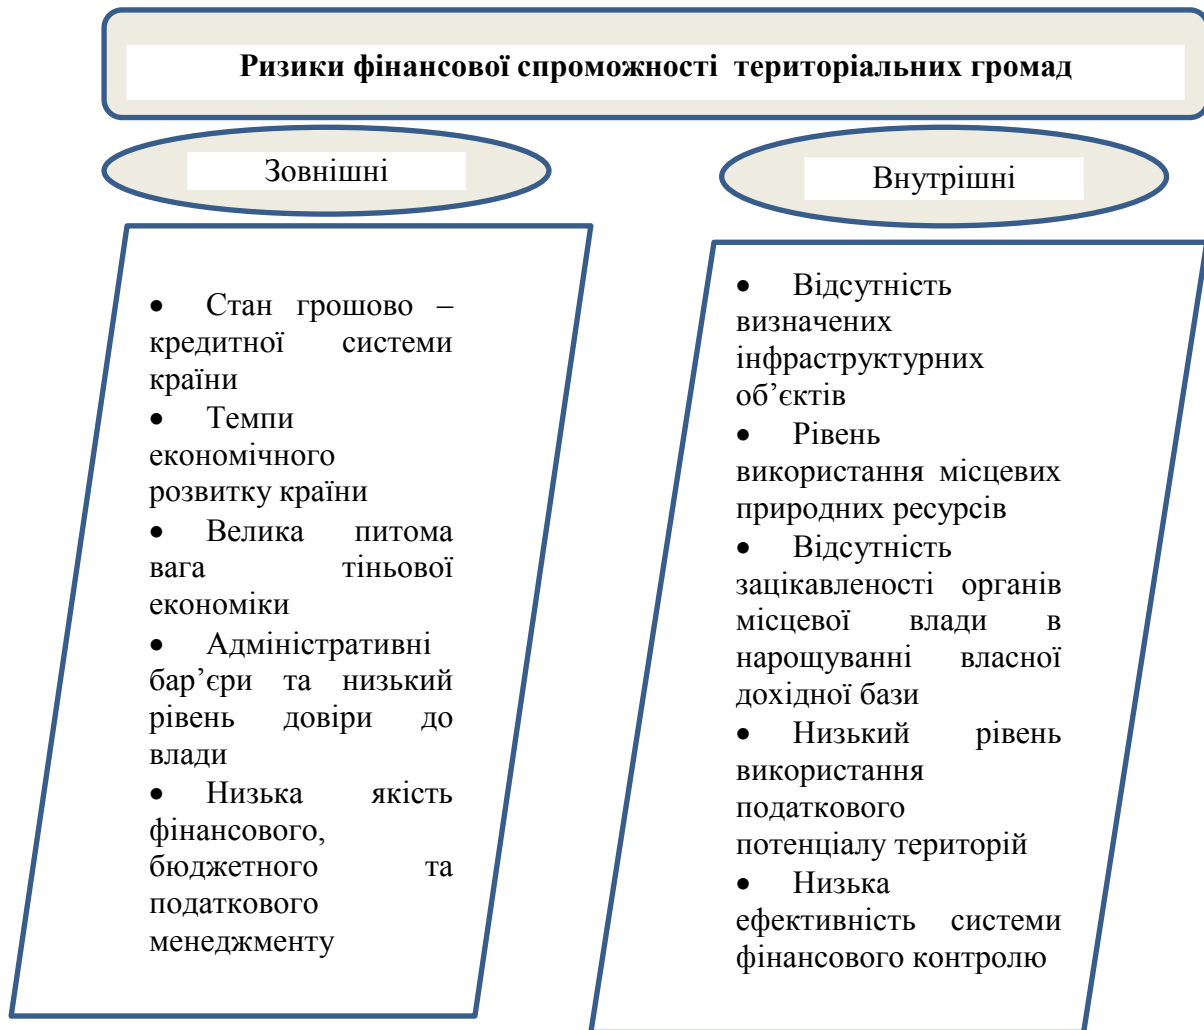 Ризики фінансової спроможності територіальних громад
Зовнішні
• Стан грошово –
кредитної системи
країни
• Темпи
економічного
розвитку країни
• Велика питома
вага тіньової
економіки
• Адміністративні
бар’єри та низький
рівень довіри до
влади
• Низька якість
фінансового,
бюджетного та
податкового
менеджменту
Внутрішні
• Відсутність
визначених
інфраструктурних
об’єктів
• Рівень
використання місцевих
природних ресурсів
• Відсутність
зацікавленості органів
місцевої влади в
нарощуванні власної
дохідної бази
• Низький рівень
використання
податкового
потенціалу територій
• Низька
ефективність системи
фінансового контролю